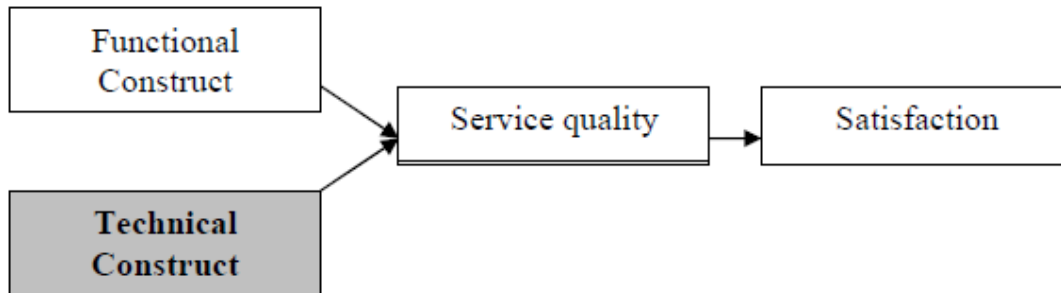 Functional
Construct
Service quality
Satisfaction
Technical
Construct